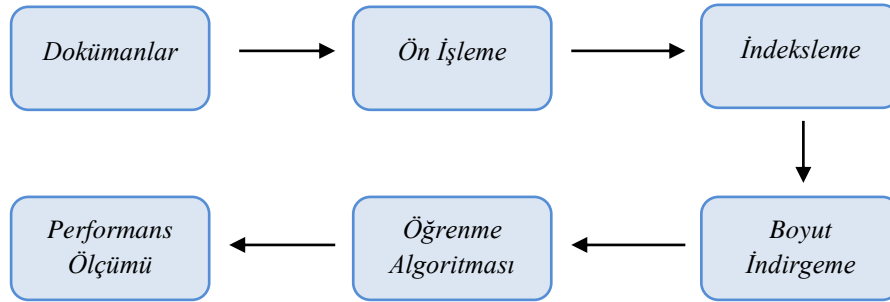 Dokümanlar
Ön İşleme
İndeksleme
Boyut
İndirgeme
Öğrenme
Algoritması
Performans
Ölçümü